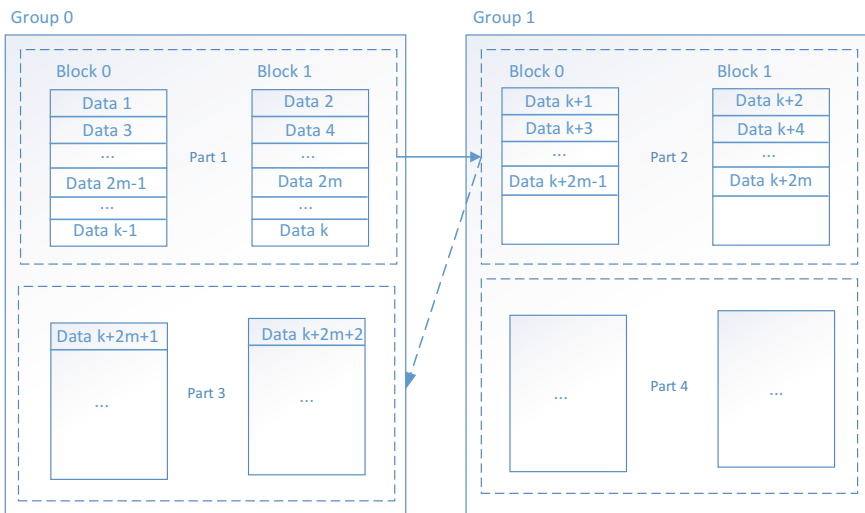 Group 0
Block 0
Block 1
Data 1
Data 2
Data 3
Data 4
...
Part 1
...
Data 2m-1
Data 2m
...
...
Data k-1
Data k
Data k+2m+1
Data k+2m+2
...
Part 3
...
Group 1
Block 0
Block 1
Data k+1
Data k+2
Data k+3
Data k+4
...
Part 2
...
Data k+2m-1
Data k+2m
...
Part 4
...